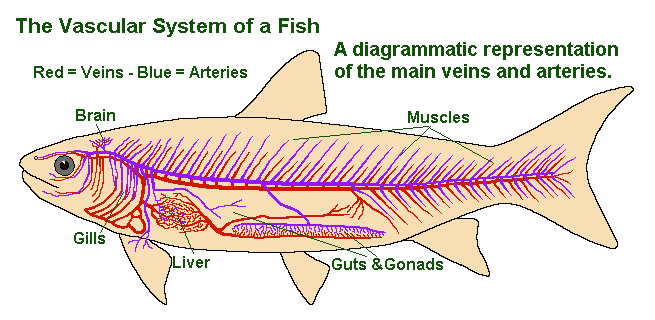 The Vascular System of a Fish
A diagrammatic representation
of the main veins and arteries.
Red = Veins - Blue = Arteries
Brain
Muscles
Gills
Liver
Guts &Gonads